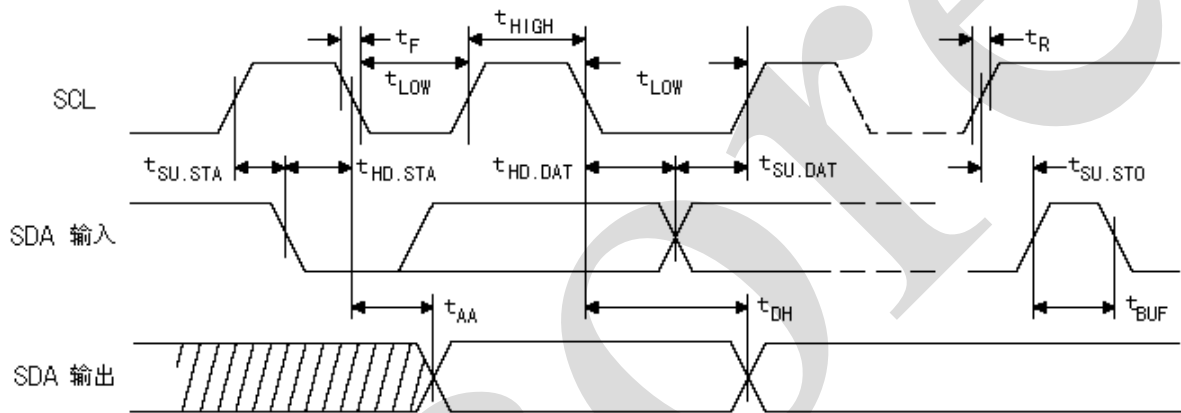 tF
tHIGH
tR
SCL
tLOW
tLOW
tSU.STA
tHD.STA
tHD.DAT
tSU.DAT
tSU.STO
SDA 输入
tAA
tDH
tBUF
SDA 输出